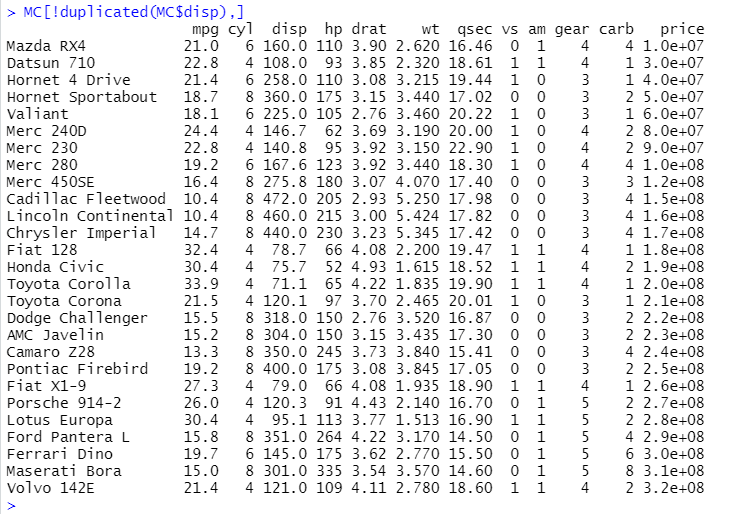 > MC[!duplicated(MC$disp),]
                     mpg cyl  disp  hp drat    wt  qsec vs am gear carb   price
Mazda RX4           21.0   6 160.0 110 3.90 2.620 16.46  0  1    4    4 1.0e+07
Datsun 710          22.8   4 108.0  93 3.85 2.320 18.61  1  1    4    1 3.0e+07
Hornet 4 Drive      21.4   6 258.0 110 3.08 3.215 19.44  1  0    3    1 4.0e+07
Hornet Sportabout   18.7   8 360.0 175 3.15 3.440 17.02  0  0    3    2 5.0e+07
Valiant             18.1   6 225.0 105 2.76 3.460 20.22  1  0    3    1 6.0e+07
Merc 240D           24.4   4 146.7  62 3.69 3.190 20.00  1  0    4    2 8.0e+07
Merc 230            22.8   4 140.8  95 3.92 3.150 22.90  1  0    4    2 9.0e+07
Merc 280            19.2   6 167.6 123 3.92 3.440 18.30  1  0    4    4 1.0e+08
Merc 450SE          16.4   8 275.8 180 3.07 4.070 17.40  0  0    3    3 1.2e+08
Cadillac Fleetwood  10.4   8 472.0 205 2.93 5.250 17.98  0  0    3    4 1.5e+08
Lincoln Continental 10.4   8 460.0 215 3.00 5.424 17.82  0  0    3    4 1.6e+08
Chrysler Imperial   14.7   8 440.0 230 3.23 5.345 17.42  0  0    3    4 1.7e+08
Fiat 128            32.4   4  78.7  66 4.08 2.200 19.47  1  1    4    1 1.8e+08
Honda Civic         30.4   4  75.7  52 4.93 1.615 18.52  1  1    4    2 1.9e+08
Toyota Corolla      33.9   4  71.1  65 4.22 1.835 19.90  1  1    4    1 2.0e+08
Toyota Corona       21.5   4 120.1  97 3.70 2.465 20.01  1  0    3    1 2.1e+08
Dodge Challenger    15.5   8 318.0 150 2.76 3.520 16.87  0  0    3    2 2.2e+08
AMC Javelin         15.2   8 304.0 150 3.15 3.435 17.30  0  0    3    2 2.3e+08
Camaro Z28          13.3   8 350.0 245 3.73 3.840 15.41  0  0    3    4 2.4e+08
Pontiac Firebird    19.2   8 400.0 175 3.08 3.845 17.05  0  0    3    2 2.5e+08
Fiat X1-9           27.3   4  79.0  66 4.08 1.935 18.90  1  1    4    1 2.6e+08
Porsche 914-2       26.0   4 120.3  91 4.43 2.140 16.70  0  1    5    2 2.7e+08
Lotus Europa        30.4   4  95.1 113 3.77 1.513 16.90  1  1    5    2 2.8e+08
Ford Pantera L      15.8   8 351.0 264 4.22 3.170 14.50  0  1    5    4 2.9e+08
Ferrari Dino        19.7   6 145.0 175 3.62 2.770 15.50  0  1    5    6 3.0e+08
Maserati Bora       15.0   8 301.0 335 3.54 3.570 14.60  0  1    5    8 3.1e+08
Volvo 142E          21.4   4 121.0 109 4.11 2.780 18.60  1  1    4    2 3.2e+08
>